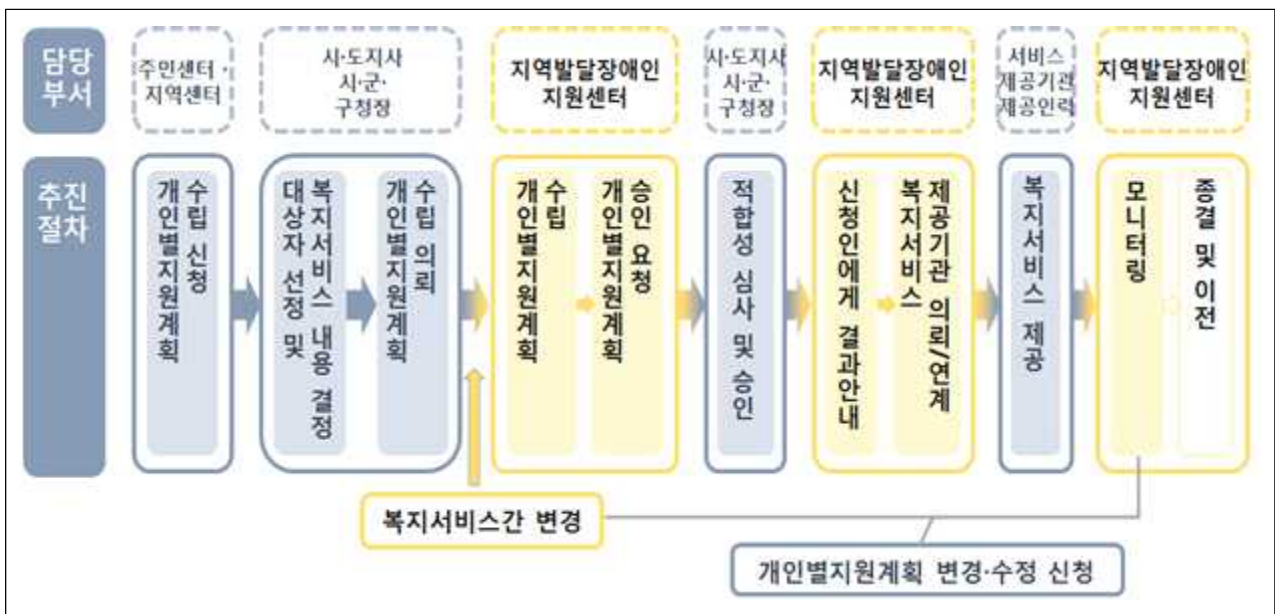 담당
부서
주민센터·
지역센터
시·도지사
시·군·
구청장
지역발달장애인
지원센터
시·도지사
시·군·
구청장
지역발달장애인
지원센터
서비스
제공기관
제공인력
지역발달장애인
지원센터
추진
절차
개인별지원계획
수립 신청
대상자 선정 및
복지서비스 내용 결정
개인별지원계획
수립 의뢰
개인별지원계획
수립
개인별지원계획
승인 요청
적합성 심사 및 승인
신청인에게 결과안내
복지서비스
제공기관 의뢰/연계
복지서비스 제공
모니터링
종결 및 이전
복지서비스간 변경
개인별지원계획 변경·수정 신청